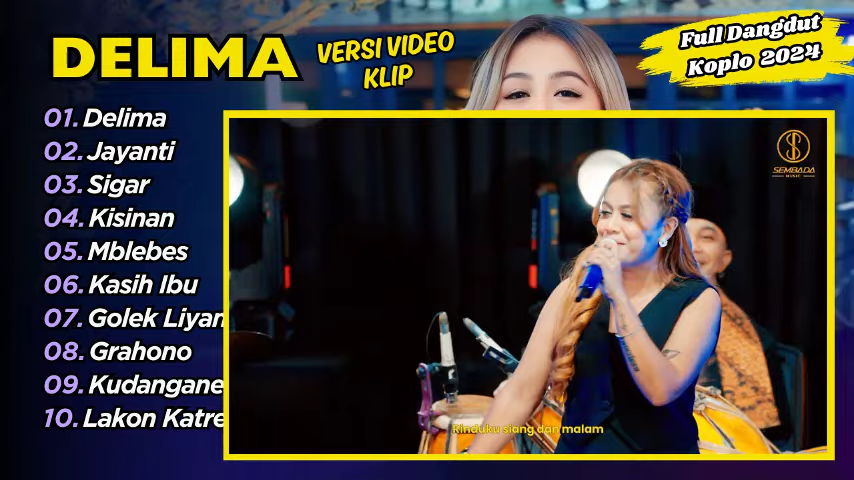 DELIMA
VERSI VIDEO
KLIP
Full Dangdut
Koplo 2024
01. Delima
02. Jayanti
03. Sigar
04. Kisinan
05. Mblebes
06. Kasih Ibu
07. Golek Liyan
08. Grahono
09. Kudangane
10. Lakon Katre
SEMBADA
MUSIC
Rinduku siang dan malam